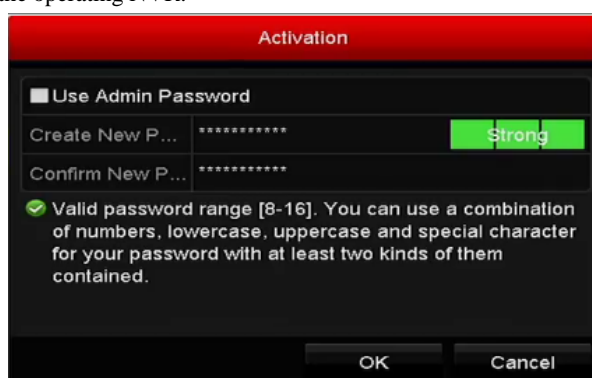 operating NVR.
Activation
Use Admin Password
Create New P... *********** Strong
Confirm New P... ***********
Valid password range [8-16]. You can use a combination
of numbers, lowercase, uppercase and special character
for your password with at least two kinds of them
contained.
OK Cancel